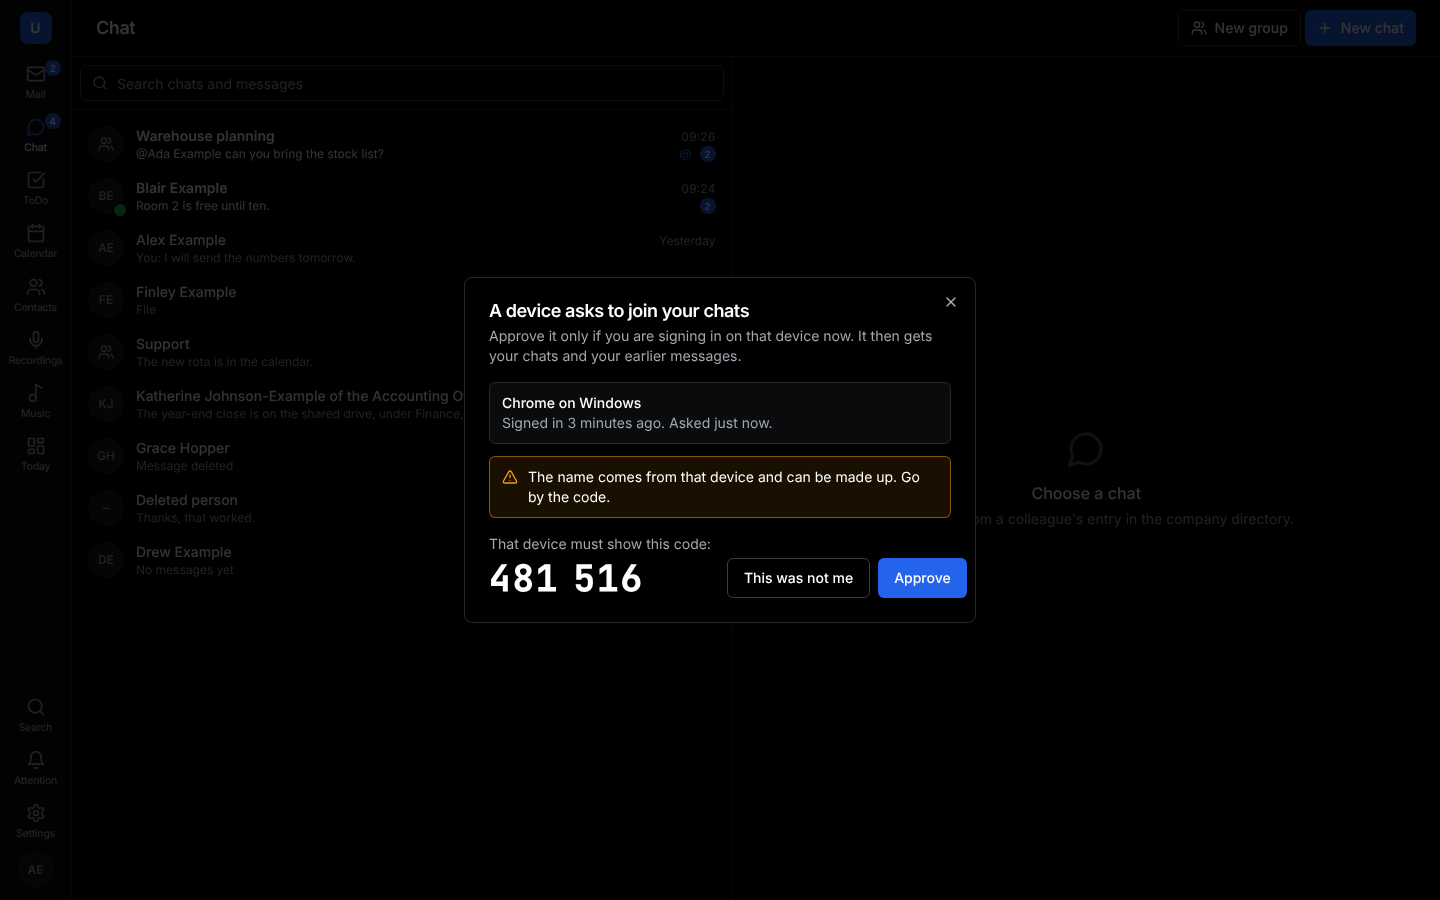 U
Chat
New group
New chat
2
Mail
4
Chat
ToDo
Calendar
Contacts
Recordings
Music
Today
Search
Attention
Settings
AE
Search chats and messages
Warehouse planning
09:26
@Ada Example can you bring the stock list?
@ 2
BE
Blair Example
09:24
Room 2 is free until ten.
2
AE
Alex Example
Yesterday
You: I will send the numbers tomorrow.
FE
Finley Example
File
Support
The new rota is in the calendar.
KJ
Katherine Johnson-Example of the Accounting O
The year-end close is on the shared drive, under Finance,
GH
Grace Hopper
Message deleted
–
Deleted person
Thanks, that worked.
DE
Drew Example
No messages yet
A device asks to join your chats
Approve it only if you are signing in on that device now. It then gets
your chats and your earlier messages.
Chrome on Windows
Signed in 3 minutes ago. Asked just now.
The name comes from that device and can be made up. Go
by the code.
That device must show this code:
481 516
This was not me
Approve
Choose a chat
a colleague's entry in the company directory.